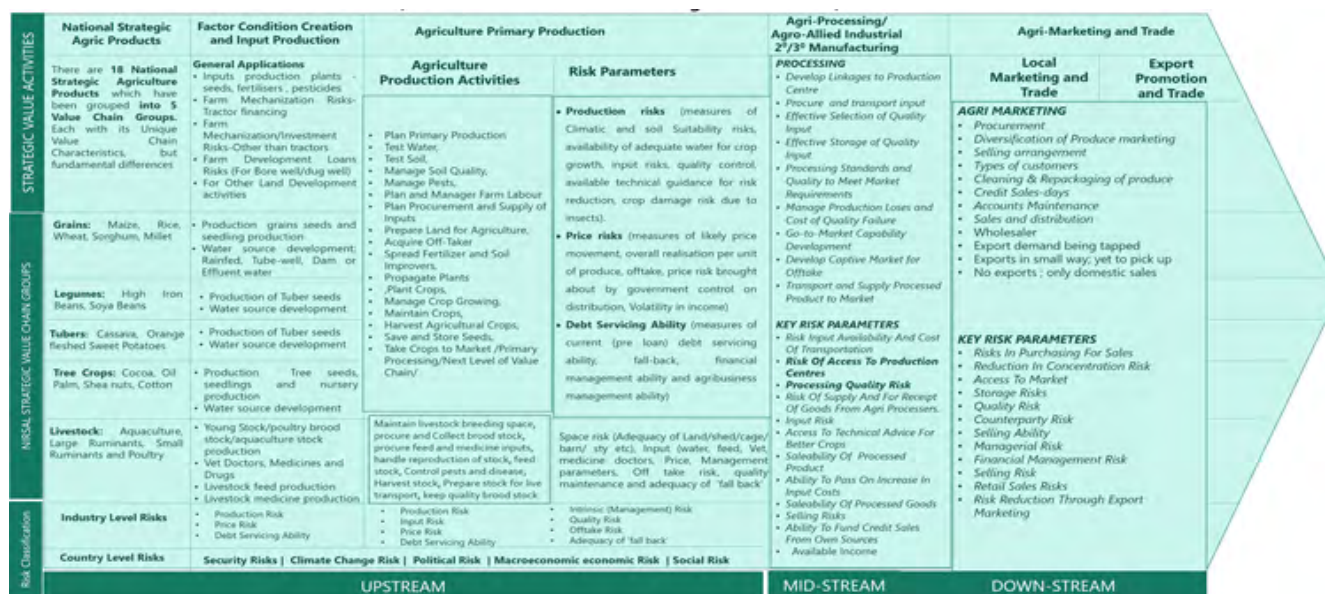 National Strategic
Agric Products
Factor Condition Creation
and Input Production
Agriculture Primary Production
Agri-Processing/
Agro-Allied Industrial
2⁰/3⁰ Manufacturing
Agri-Marketing and Trade
STRATEGIC VALUE ACTIVITIES
There are 18 National
Strategic Agriculture
Products which have
been grouped into 5
Value Chain Groups.
Each with its Unique
Value Chain
Characteristics, but
fundamental differences
General Applications
• Inputs production plants -
seeds, fertilisers , pesticides
• Farm Mechanization Risks-
Tractor financing
• Farm
Mechanization/Investment
Risks-Other than tractors
• Farm Development Loans
Risks (For Bore well/dug well)
• For Other Land Development
activities
Agriculture
Production Activities
• Plan Primary Production
• Test Water,
• Test Soil,
• Manage Soil Quality,
• Manage Pests,
• Plan and Manager Farm Labour
• Plan Procurement and Supply of
Inputs
• Prepare Land for Agriculture,
• Acquire Off-Taker
• Spread Fertilizer and Soil
Improvers,
• Propagate Plants
• ,Plant Crops,
• Manage Crop Growing,
• Maintain Crops,
• Harvest Agricultural Crops,
• Save and Store Seeds,
• Take Crops to Market /Primary
Processing/Next Level of Value
Chain/
Risk Parameters
• Production risks (measures of
Climatic and soil Suitability risks,
availability of adequate water for crop
growth, input risks, quality control,
available technical guidance for risk
reduction, crop damage risk due to
insects).
• Price risks (measures of likely price
movement, overall realisation per unit
of produce, offtake, price risk brought
about by government control on
distribution, Volatility in income)
• Debt Servicing Ability (measures of
current (pre loan) debt servicing
ability, fall-back, financial
management ability and agribusiness
management ability)
PROCESSING
• Develop Linkages to Production
Centre
• Procure and transport input
• Effective Selection of Quality
Input
• Effective Storage of Quality
Input
• Processing Standards and
Quality to Meet Market
Requirements
• Manage Production Loses and
Cost of Quality Failure
• Go-to-Market Capability
Development
• Develop Captive Market for
Offtake
• Transport and Supply Processed
Product to Market
KEY RISK PARAMETERS
• Risk Input Availability And Cost
Of Transportation
• Risk Of Access To Production
Centres
• Processing Quality Risk
• Risk Of Supply And For Receipt
Of Goods From Agri Processers.
• Input Risk
• Access To Technical Advice For
Better Crops
• Saleability Of Processed
Product
• Ability To Pass On Increase In
Input Costs
• Saleability Of Processed Goods
• Selling Risks
• Ability To Fund Credit Sales
From Own Sources
• Available Income
Local
Marketing and
Trade
Export
Promotion
and Trade
AGRI MARKETING
• Procurement
• Diversification of Produce marketing
• Selling arrangement
• Types of customers
• Cleaning & Repackaging of produce
• Credit Sales-days
• Accounts Maintenance
• Sales and distribution
• Wholesaler
• Export demand being tapped
• Exports in small way; yet to pick up
• No exports ; only domestic sales
KEY RISK PARAMETERS
• Risks In Purchasing For Sales
• Reduction In Concentration Risk
• Access To Market
• Storage Risks
• Quality Risk
• Counterparty Risk
• Selling Ability
• Managerial Risk
• Financial Management Risk
• Selling Risk
• Retail Sales Risks
• Risk Reduction Through Export
Marketing
NIRSAL STRATEGIC VALUE CHAIN GROUPS
Grains: Maize, Rice,
Wheat, Sorghum, Millet
• Production grains seeds and
seedling production
• Water source development;
Rainfed, Tube-well, Dam or
Effluent water
Legumes: High Iron
Beans, Soya Beans
• Production of Tuber seeds
• Water source development
Tubers: Cassava, Orange
fleshed Sweet Potatoes
• Production of Tuber seeds
• Water source development
Tree Crops: Cocoa, Oil
Palm, Shea nuts, Cotton
• Production Tree seeds,
seedlings and nursery
production
• Water source development
Livestock: Aquaculture,
Large Ruminants, Small
Ruminants and Poultry
• Young Stock/poultry brood
stock/aquaculture stock
production
• Vet Doctors, Medicines and
Drugs
• Livestock feed production
• Livestock medicine production
Maintain livestock breeding space,
procure and Collect brood stock,
procure feed and medicine inputs,
handle reproduction of stock, feed
stock, Control pests and disease,
Harvest stock, Prepare stock for live
transport, keep quality brood stock
Space risk (Adequacy of Land/shed/cage/
barn/ sty etc), Input (water, feed, Vet,
medicine doctors, Price, Management
parameters, Off take risk, quality
maintenance and adequacy of 'fall back'
Risk Classification
Industry Level Risks
• Production Risk
• Price Risk
• Debt Servicing Ability
• Production Risk
• Input Risk
• Price Risk
• Debt Servicing Ability
• Intrinsic (Management) Risk
• Quality Risk
• Offtake Risk
• Adequacy of 'fall back'
Country Level Risks
Security Risks | Climate Change Risk | Political Risk | Macroeconomic economic Risk | Social Risk
UPSTREAM
MID-STREAM
DOWN-STREAM